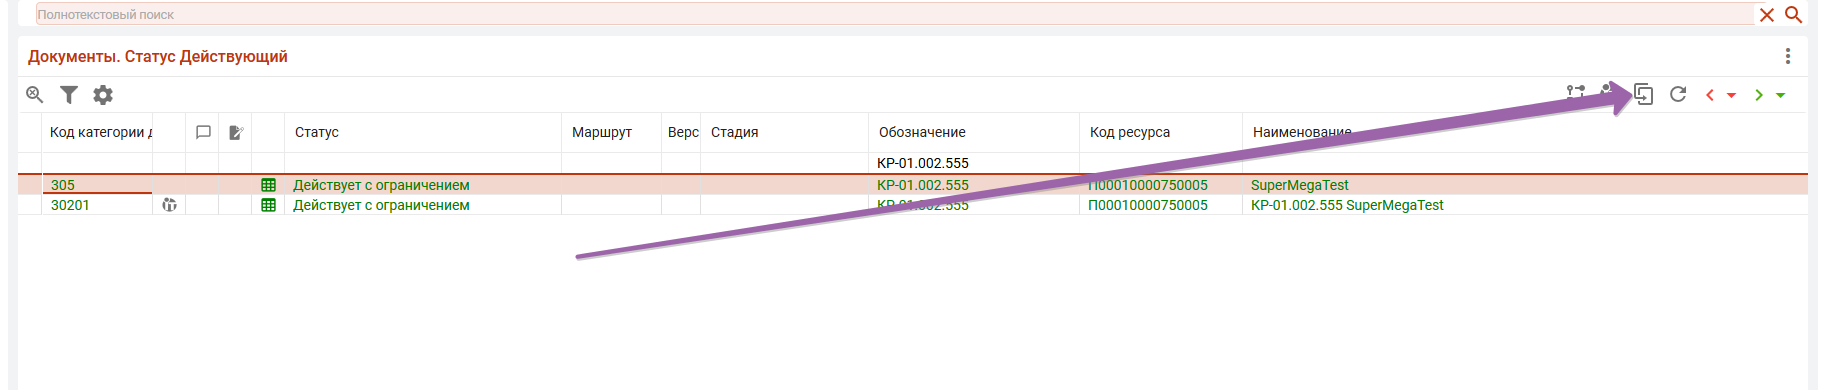 Полнотекстовый поиск
Документы. Статус Действующий
Код категории д Статус Маршрут Верс Стадия Обозначение Код ресурса Наименование
КР-01.002.555
305 Действует с ограничением КР-01.002.555 П00010000750005 SuperMegaTest
30201 Действует с ограничением КР-01.002.555 П00010000750005 КР-01.002.555 SuperMegaTest